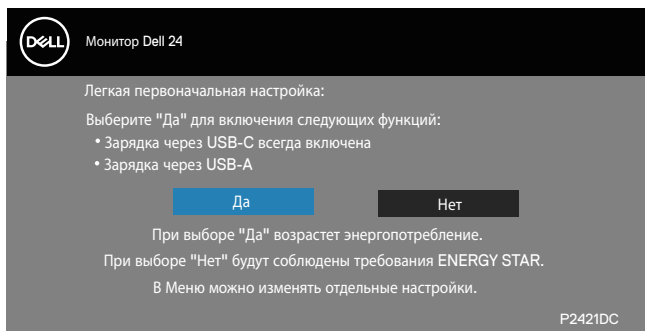 DELL
Монитор Dell 24
Легкая первоначальная настройка:
Выберите "Да" для включения следующих функций:
• Зарядка через USB-C всегда включена
• Зарядка через USB-A
Да
Нет
При выборе "Да" возрастет энергопотребление.
При выборе "Нет" будут соблюдены требования ENERGY STAR.
В Меню можно изменять отдельные настройки.
P2421DC